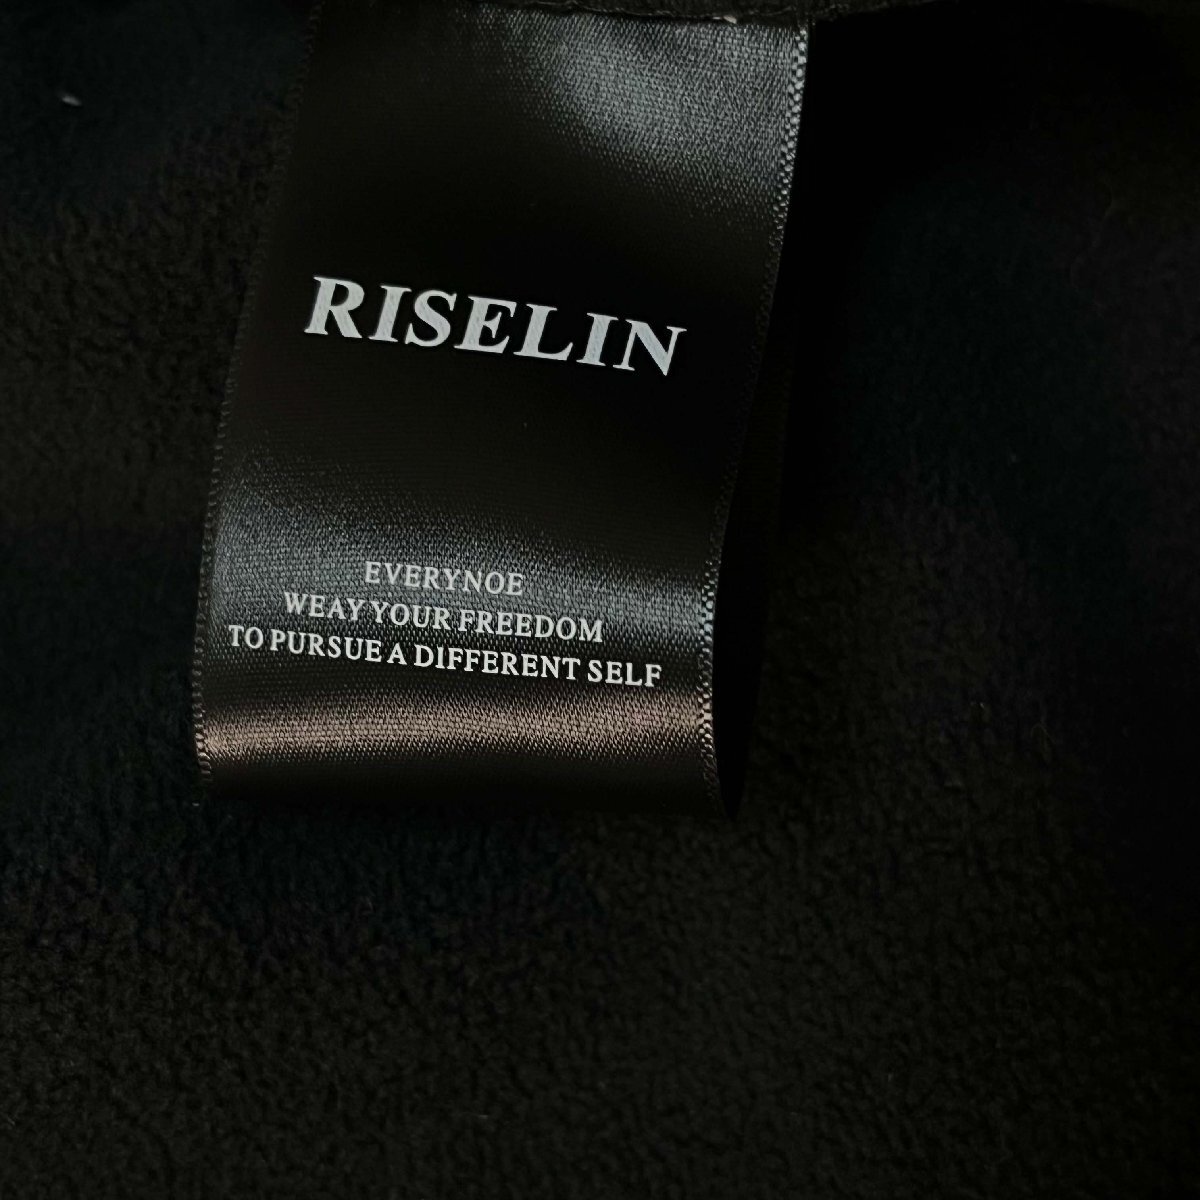 RISELIN
EVERYNOE
WEAY YOUR FREEDOM
TO PURSUE A DIFFERENT SELF